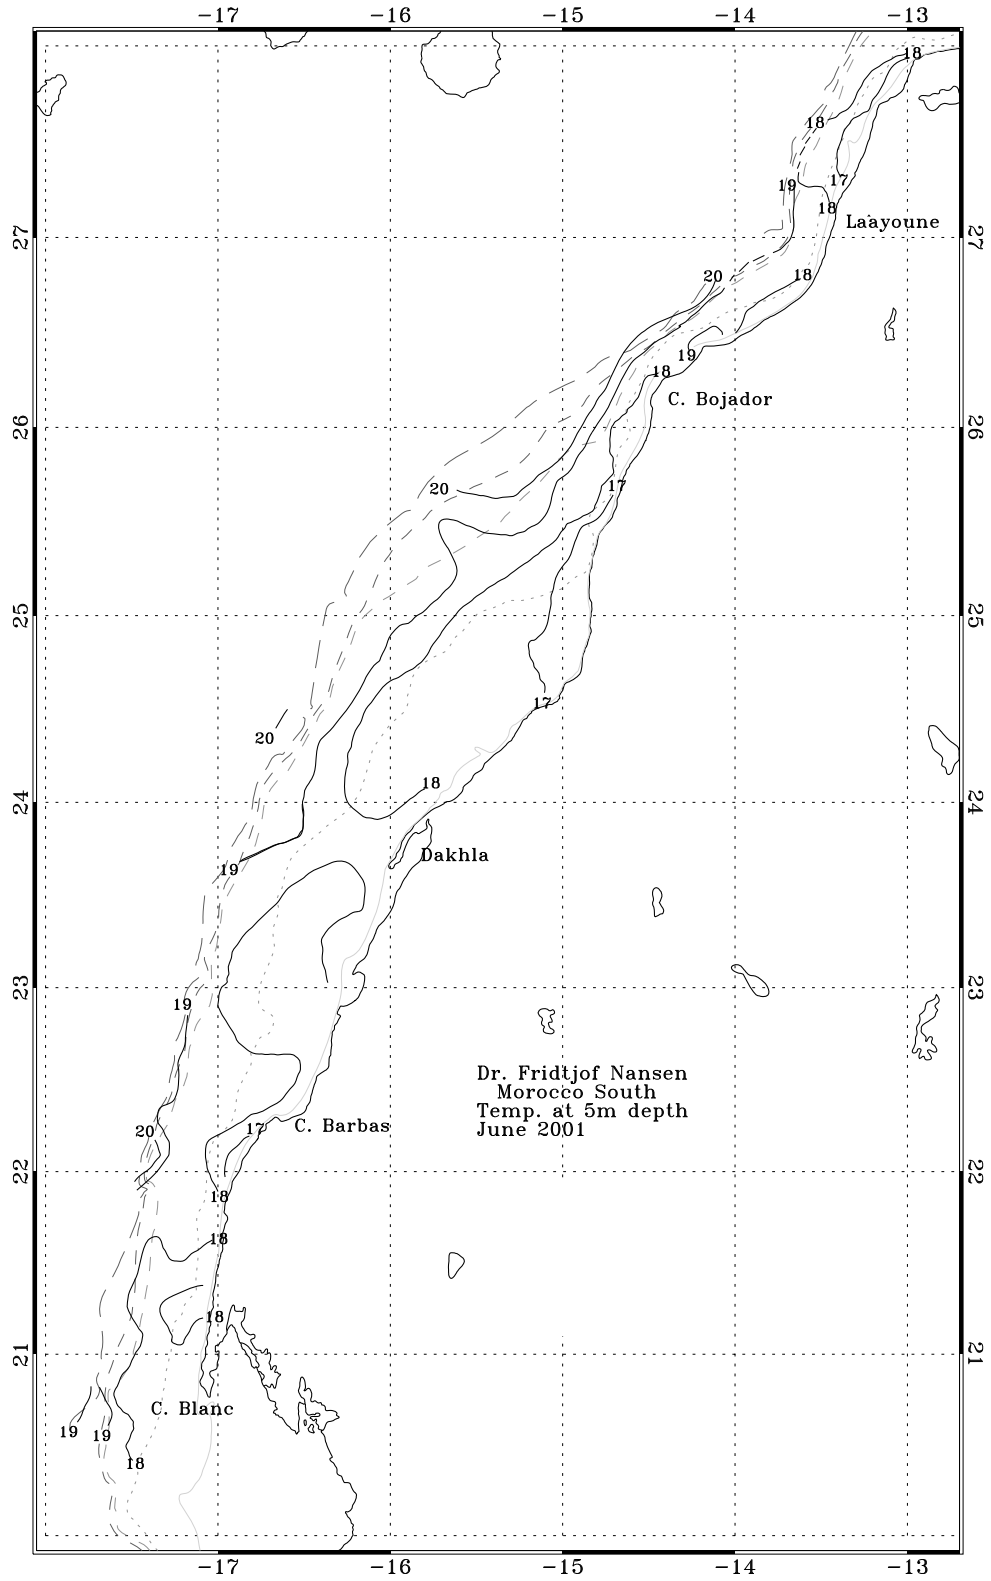 -17 -16 -15 -14 -13
18
18
19 17
18
Laayoune
27 27
20 18
19
18
C. Bojador
26 26
20 17
25 25
17
20
18
24 24
Dakhla
19
23 23
19
Dr. Fridtjof Nansen
Morocco South
Temp. at 5m depth
June 2001
C. Barbas
20 17
22 22
18
18
18
21 21
C. Blanc
19 19
18
-17 -16 -15 -14 -13